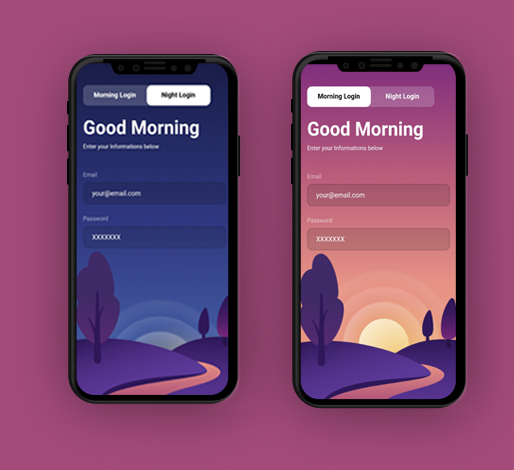 Morning Login
Night Login
Good Morning
Enter your Informations below
Email
your@email.com
Password
XXXXXXX
Morning Login
Night Login
Good Morning
Enter your Informations below
Email
your@email.com
Password
XXXXXXX